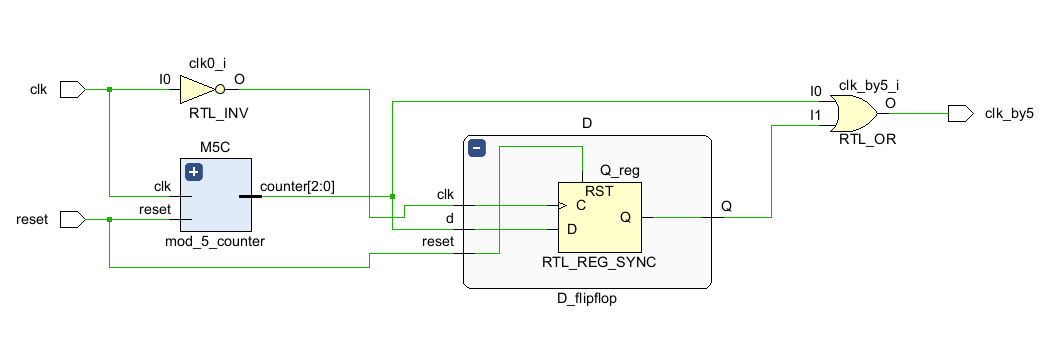 clk0_i
clk
I0
O
RTL_INV
M5C
clk
reset
counter[2:0]
mod_5_counter
reset
D
clk
d
reset
Q_reg
RST
C
D
Q
RTL_REG_SYNC
Q
D_flipflop
clk_by5_i
I0
I1
O
RTL_OR
clk_by5